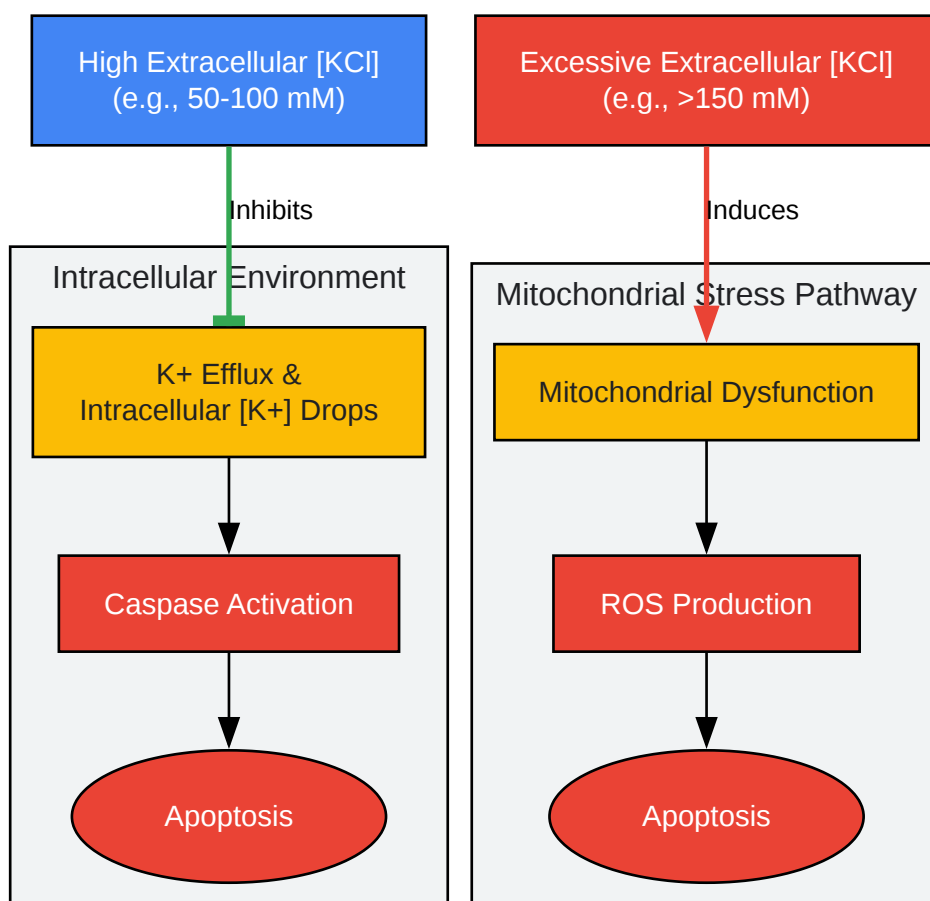 High Extracellular [KCl]
(e.g., 50-100 mM)
Inhibits
Intracellular Environment
K+ Efflux &
Intracellular [K+] Drops
Caspase Activation
Apoptosis
Excessive Extracellular [KCl]
(e.g., >150 mM)
Induces
Mitochondrial Stress Pathway
Mitochondrial Dysfunction
ROS Production
Apoptosis